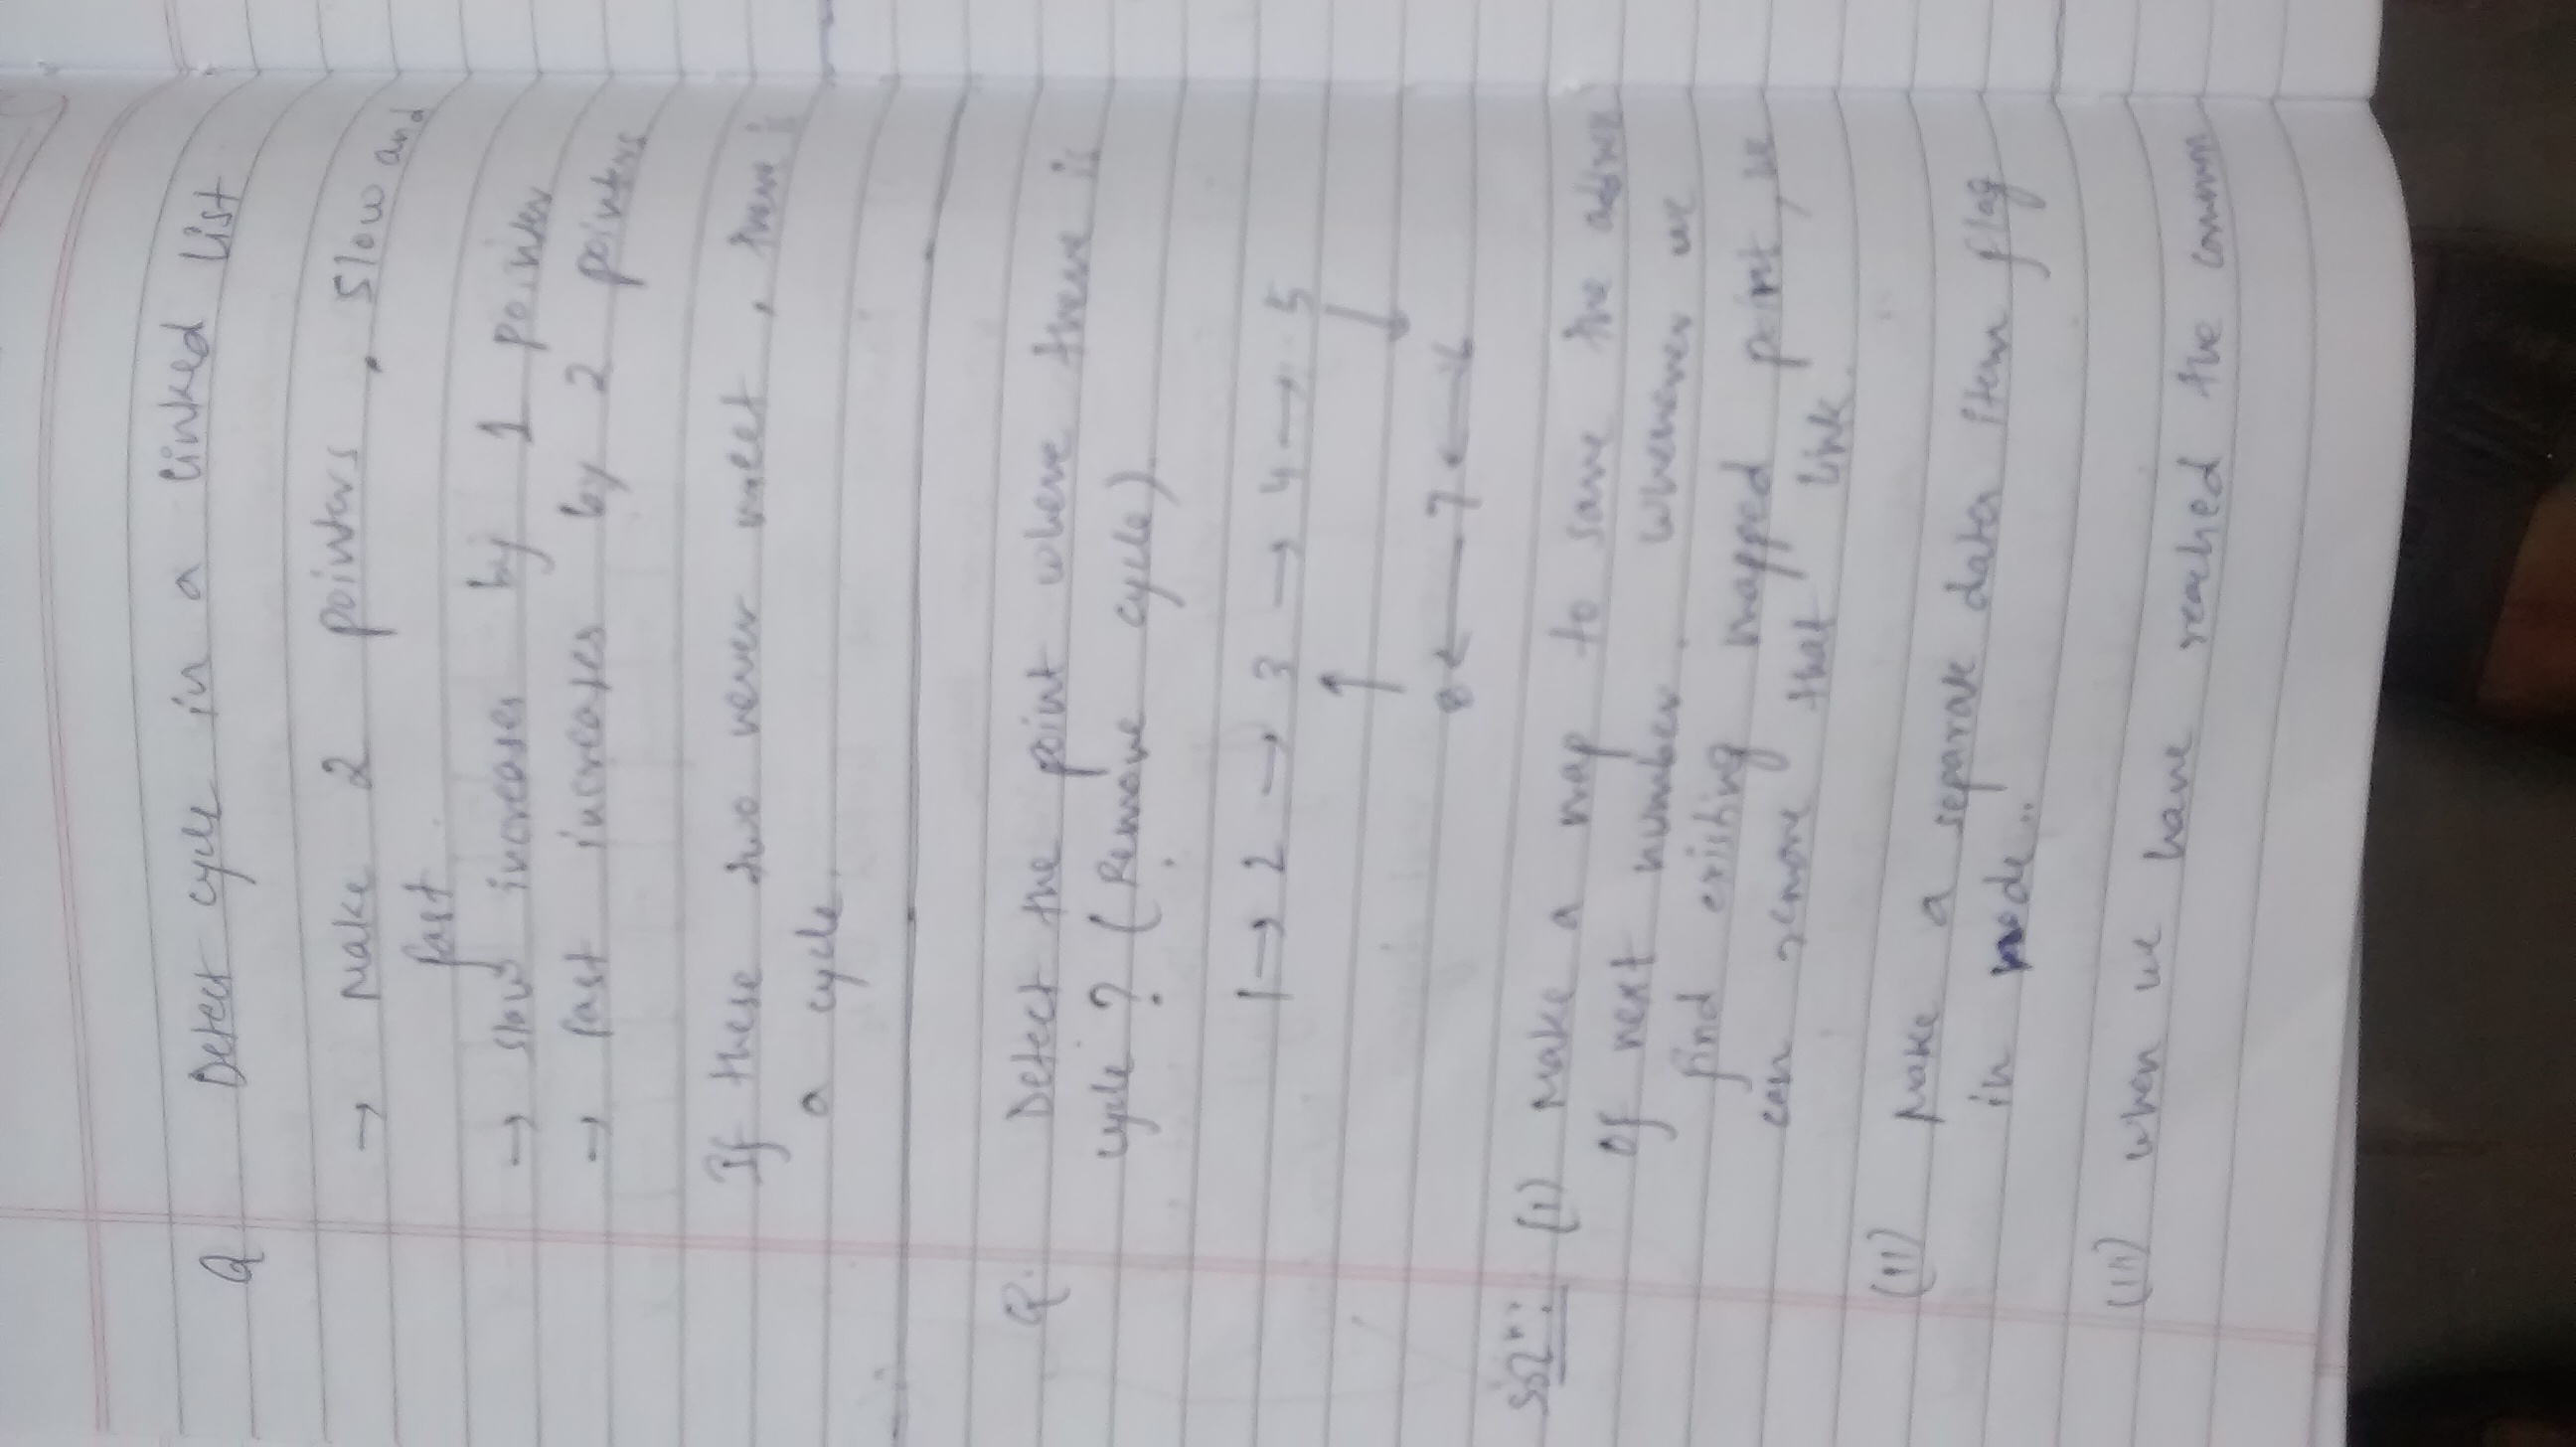 Q Detect cycle in a linked list
→ Make 2 pointers, slow and
fast.
→ slow increases by 1 pointer
→ fast increases by 2 pointers
If these two never meet, there is
a cycle.
Q. Detect the point where there is
cycle? (Remove cycle).
1 → 2 → 3 → 4 → 5
↑ ↓
8 ← 7 ← 6
Solⁿ: (i) Make a map to save the address
of next number. Whenever we
find existing mapped point, we
can remove that link.
(ii) Make a separate data item flag
in node..
(iii) when we have reached the common